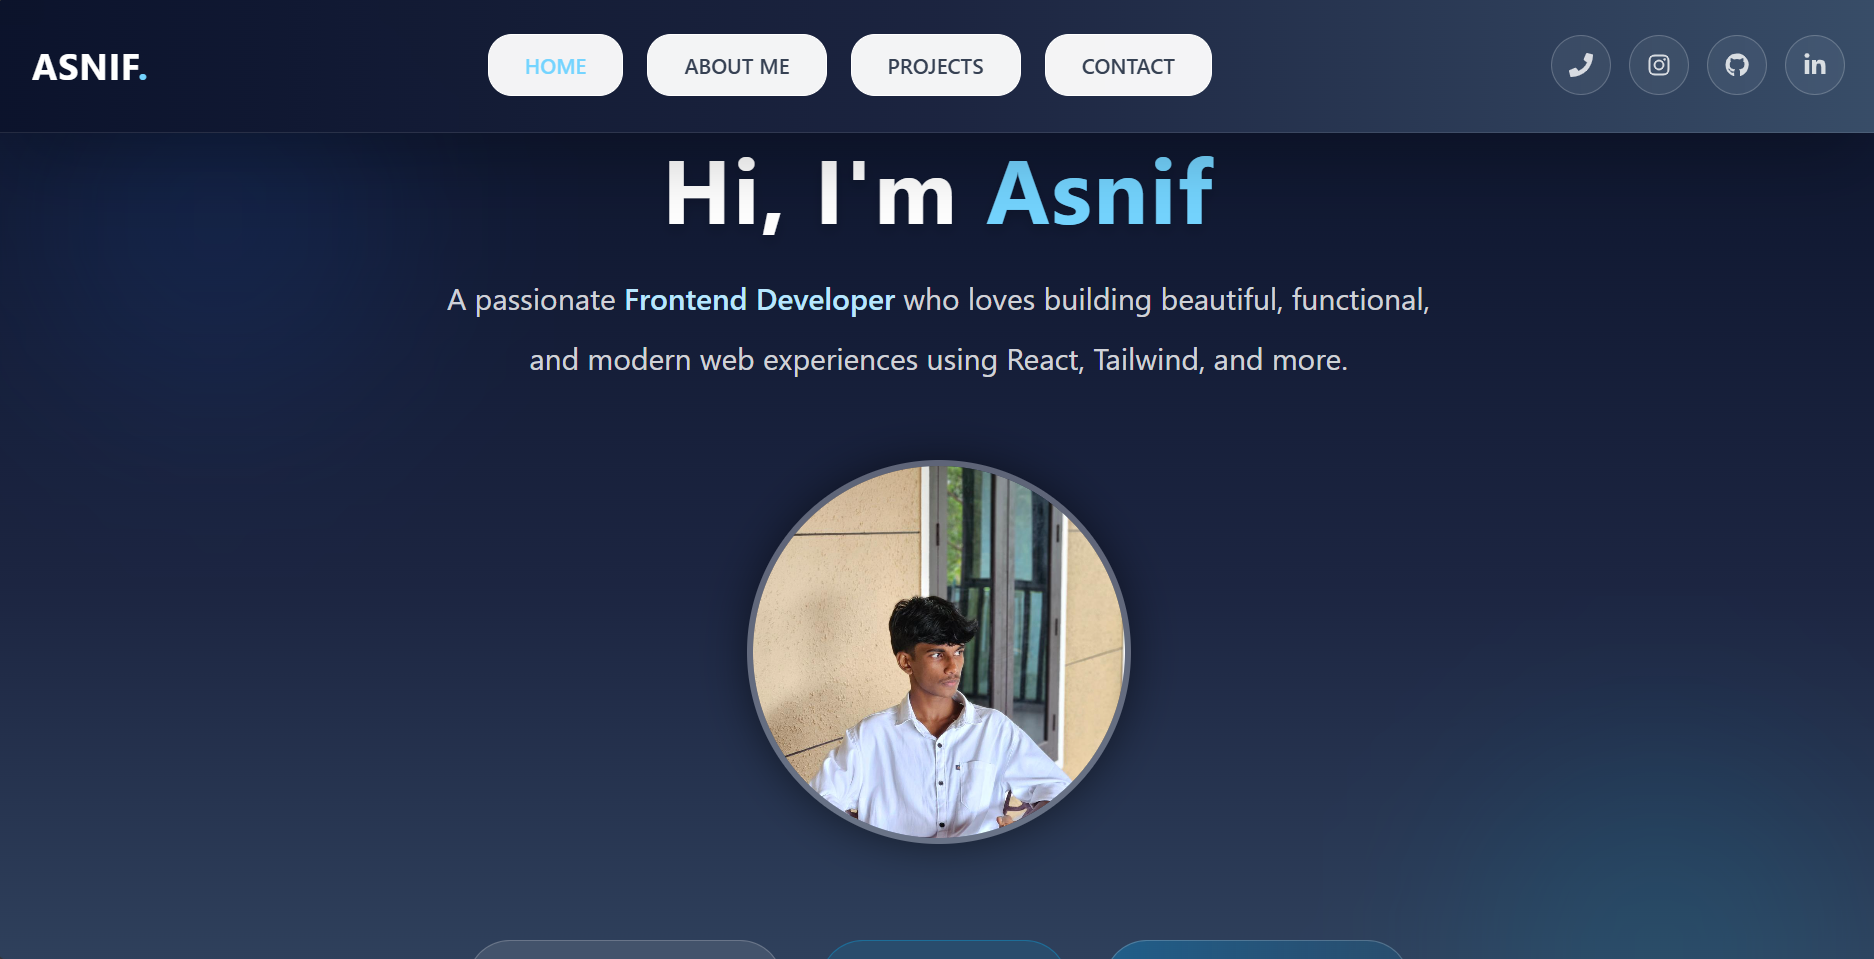 ASNIF.
HOME
ABOUT ME
PROJECTS
CONTACT
Hi, I'm Asnif
A passionate Frontend Developer who loves building beautiful, functional,
and modern web experiences using React, Tailwind, and more.